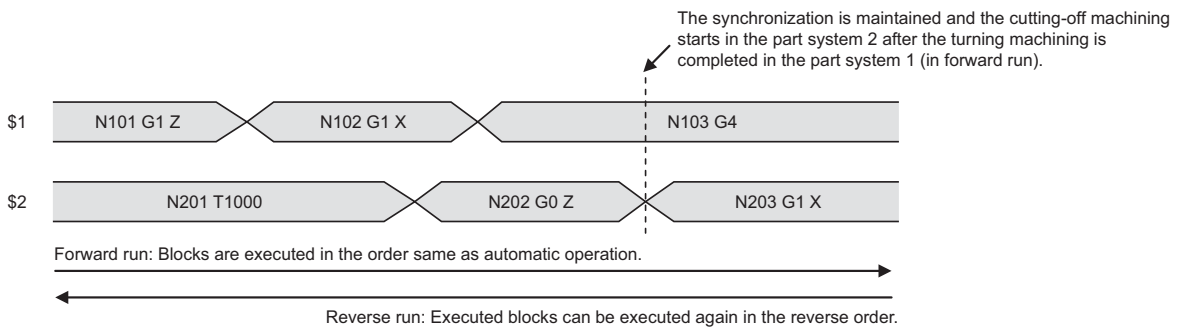 The synchronization is maintained and the cutting-off machining
starts in the part system 2 after the turning machining is
completed in the part system 1 (in forward run).
$1
N101 G1 Z
N102 G1 X
N103 G4
$2
N201 T1000
N202 G0 Z
N203 G1 X
Forward run: Blocks are executed in the order same as automatic operation.
Reverse run: Executed blocks can be executed again in the reverse order.